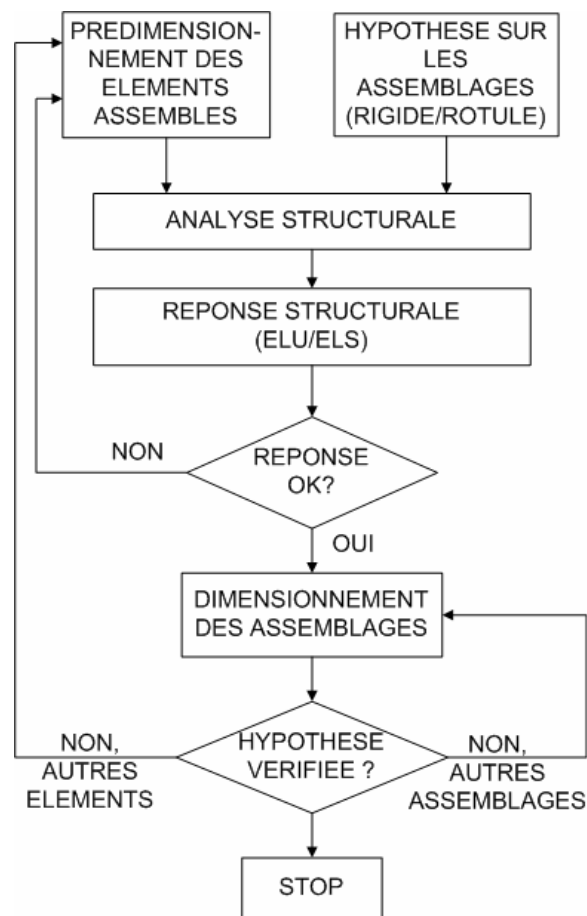 PREDIMENSION-
NEMENT DES
ELEMENTS
ASSEMBLES
HYPOTHESE SUR
LES
ASSEMBLAGES
(RIGIDE/ROTULE)
ANALYSE STRUCTURALE
REPONSE STRUCTURALE
(ELU/ELS)
NON
REPONSE
OK?
OUI
DIMENSIONNEMENT
DES ASSEMBLAGES
NON,
AUTRES
ELEMENTS
HYPOTHESE
VERIFIEE ?
NON,
AUTRES
ASSEMBLAGES
STOP